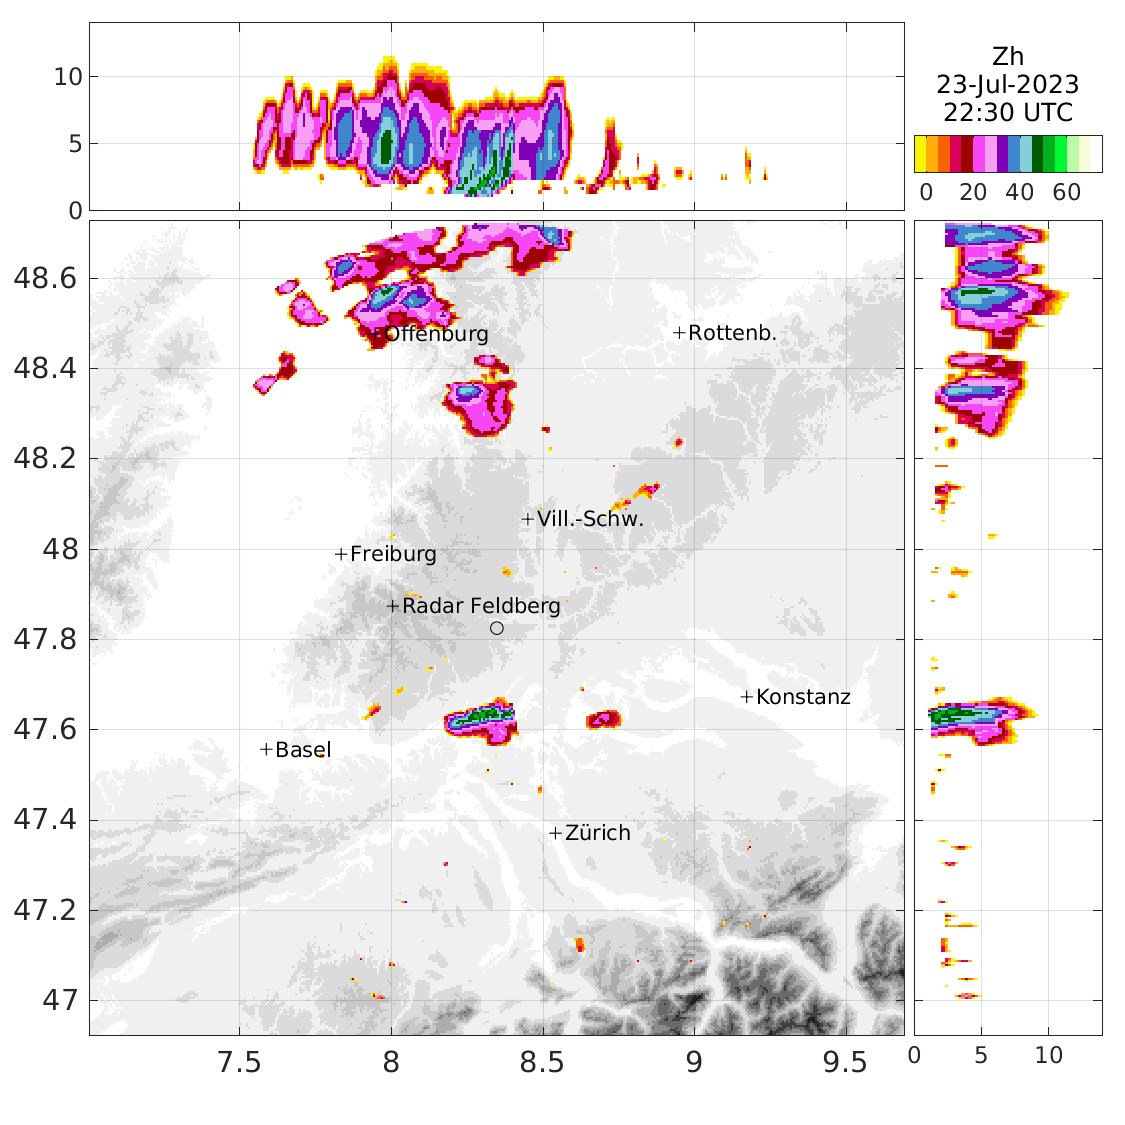 Zh
23-Jul-2023
22:30 UTC
0 20 40 60
10
5
0
48.6
48.4
48.2
48
47.8
47.6
47.4
47.2
47
Offenburg
Rottenb.
Vill.-Schw.
Freiburg
Radar Feldberg
Konstanz
Basel
Zürich
7.5 8 8.5 9 9.5
0 5 10